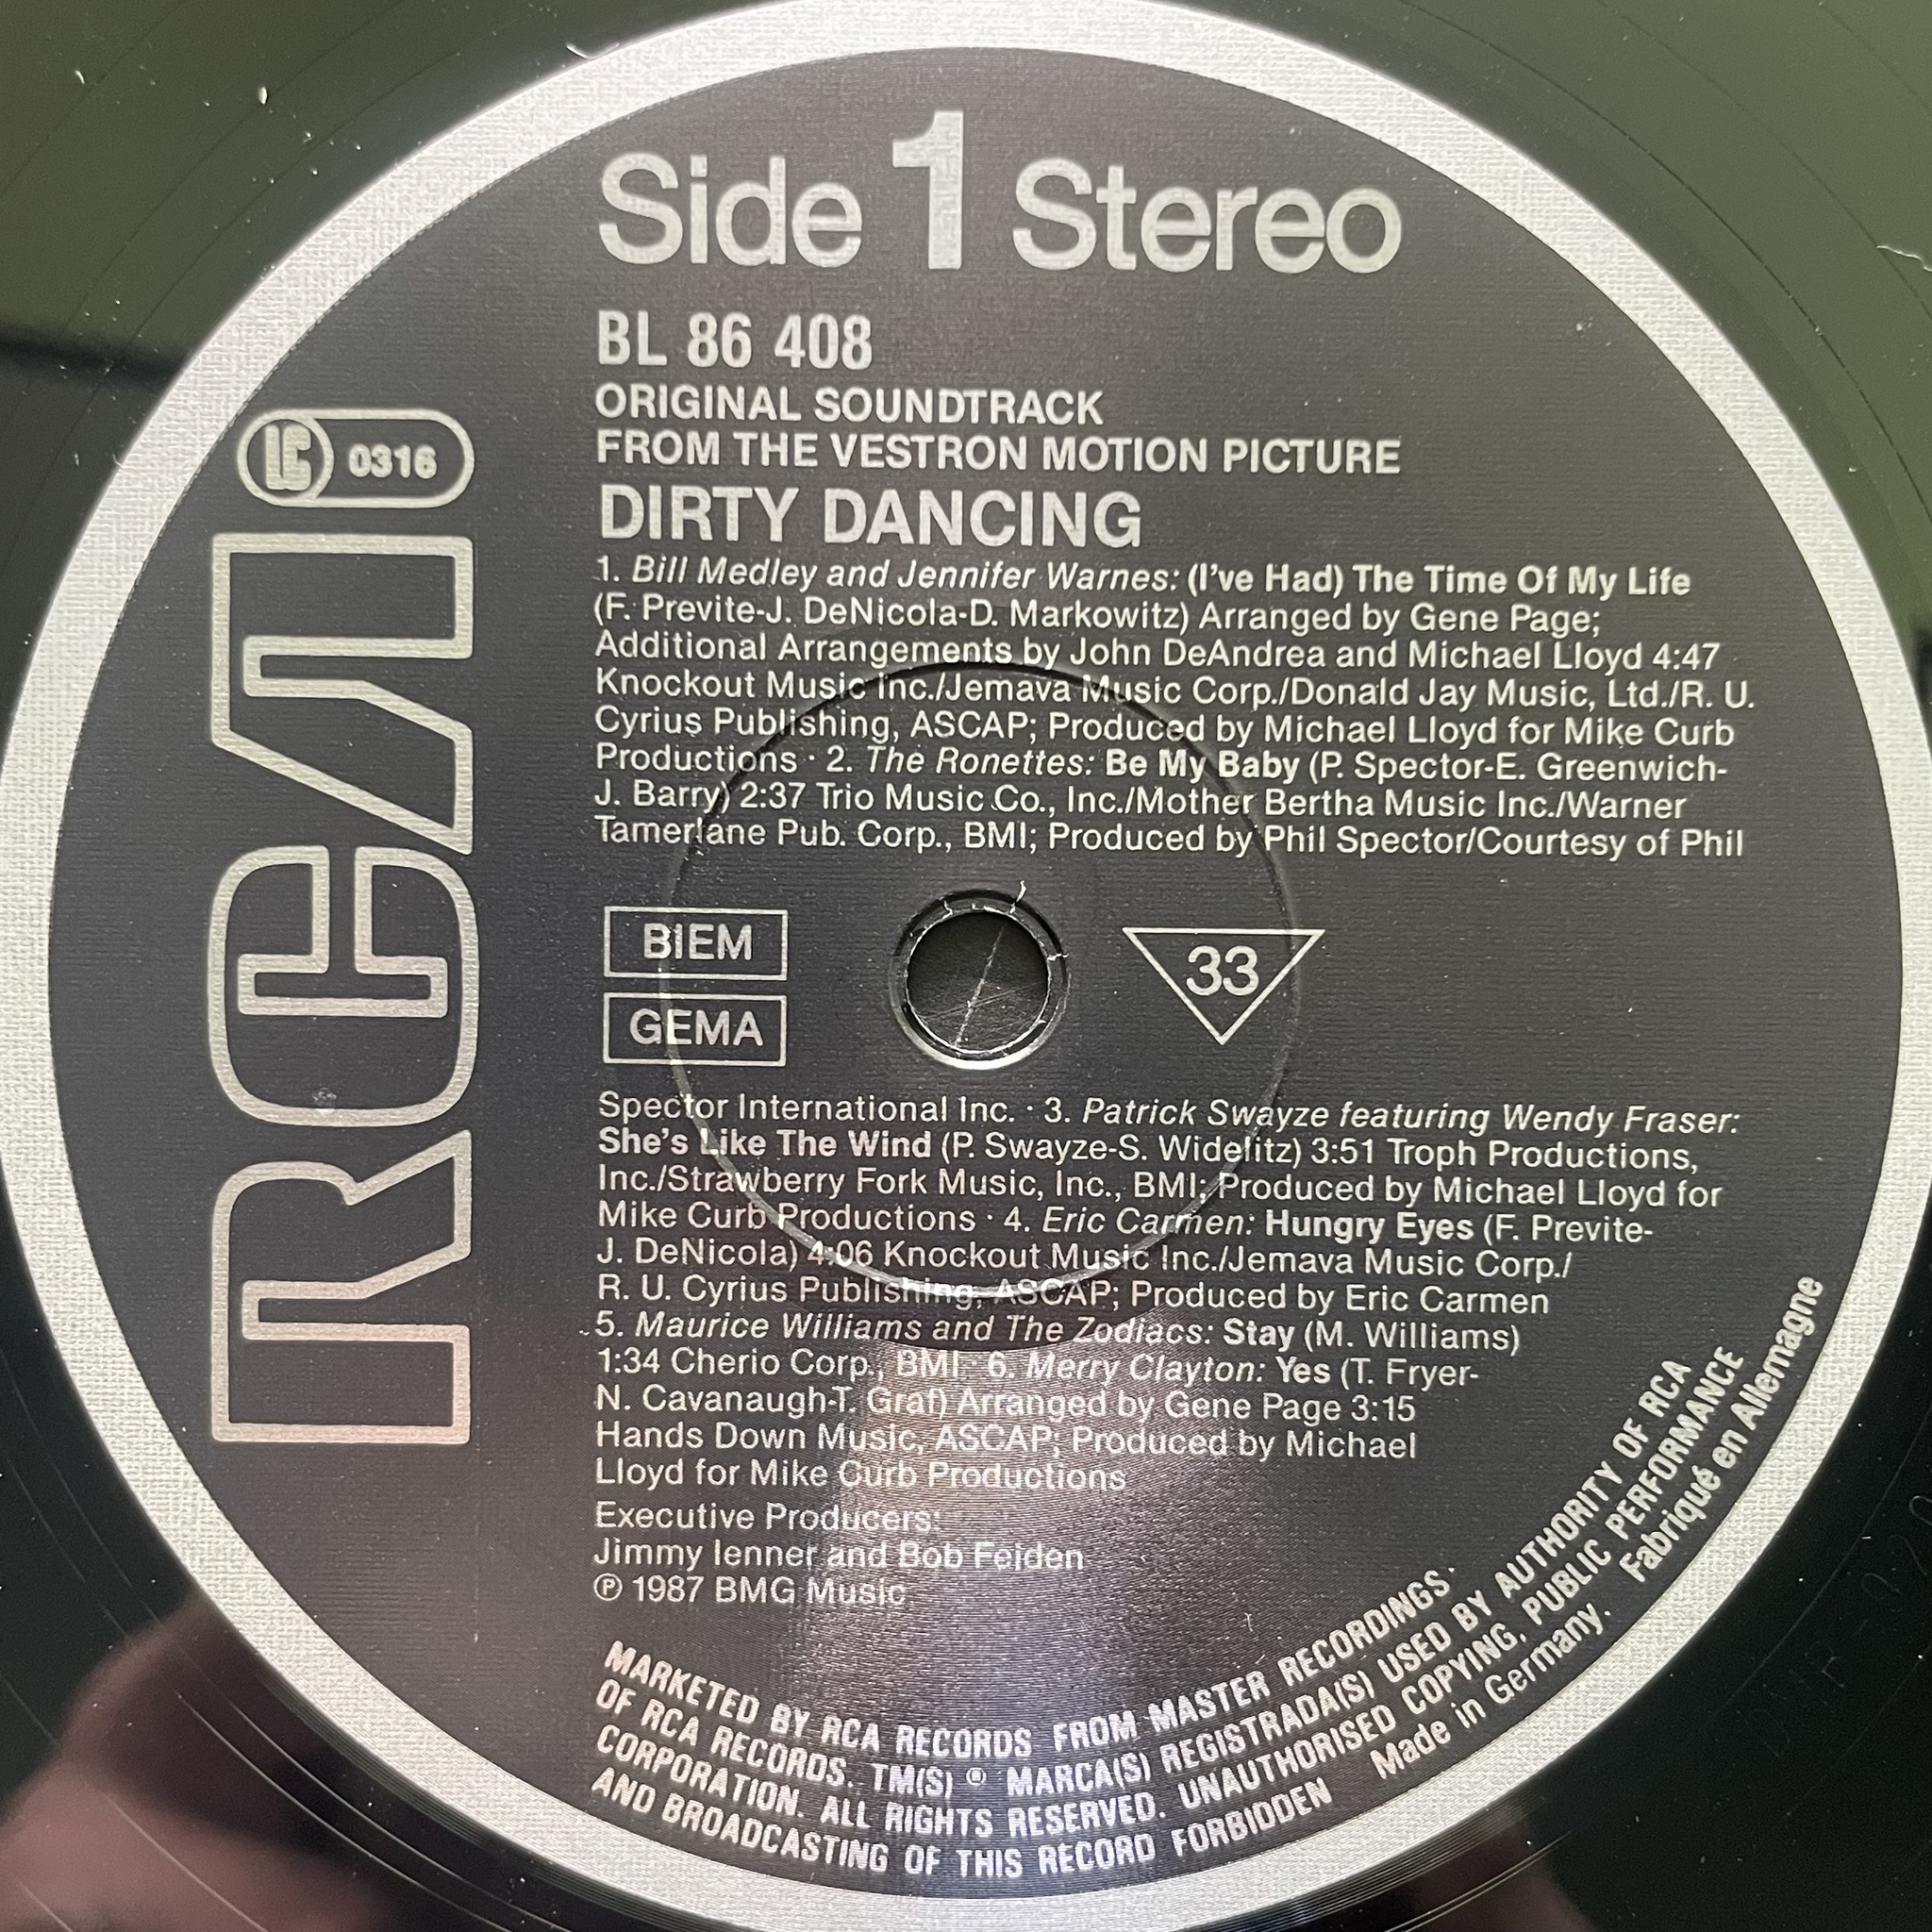 Side 1 Stereo
BL 86 408
ORIGINAL SOUNDTRACK
FROM THE VESTRON MOTION PICTURE
DIRTY DANCING
LC 0316
RCA
1. Bill Medley and Jennifer Warnes: (I've Had) The Time Of My Life
(F. Previte-J. DeNicola-D. Markowitz) Arranged by Gene Page;
Additional Arrangements by John DeAndrea and Michael Lloyd 4:47
Knockout Music Inc./Jemava Music Corp./Donald Jay Music, Ltd./R. U.
Cyrius Publishing, ASCAP; Produced by Michael Lloyd for Mike Curb
Productions · 2. The Ronettes: Be My Baby (P. Spector-E. Greenwich-
J. Barry) 2:37 Trio Music Co., Inc./Mother Bertha Music Inc./Warner
Tamerlane Pub. Corp., BMI; Produced by Phil Spector/Courtesy of Phil
BIEM
GEMA
33
Spector International Inc. · 3. Patrick Swayze featuring Wendy Fraser:
She's Like The Wind (P. Swayze-S. Widelitz) 3:51 Troph Productions,
Inc./Strawberry Fork Music, Inc., BMI; Produced by Michael Lloyd for
Mike Curb Productions · 4. Eric Carmen: Hungry Eyes (F. Previte-
J. DeNicola) 4:06 Knockout Music Inc./Jemava Music Corp./
R. U. Cyrius Publishing, ASCAP; Produced by Eric Carmen
5. Maurice Williams and The Zodiacs: Stay (M. Williams)
1:34 Cherio Corp., BMI · 6. Merry Clayton: Yes (T. Fryer-
N. Cavanaugh-T. Graf) Arranged by Gene Page 3:15
Hands Down Music, ASCAP; Produced by Michael
Lloyd for Mike Curb Productions
Executive Producers:
Jimmy Ienner and Bob Feiden
℗ 1987 BMG Music
MARKETED BY RCA RECORDS FROM MASTER RECORDINGS
OF RCA RECORDS. TM(S) ® MARCA(S) REGISTRADA(S) USED BY AUTHORITY OF RCA
CORPORATION. ALL RIGHTS RESERVED. UNAUTHORISED COPYING, PUBLIC PERFORMANCE
AND BROADCASTING OF THIS RECORD FORBIDDEN Made in Germany. Fabriqué en Allemagne